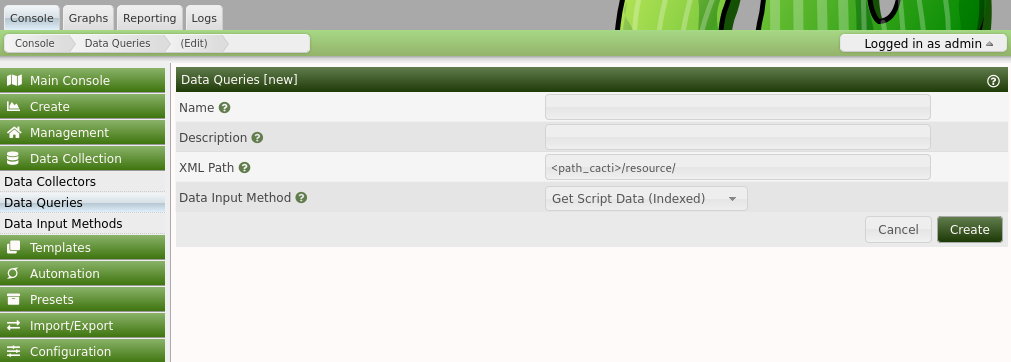 Console Graphs Reporting Logs
Console Data Queries (Edit) Logged in as admin
Main Console
Create
Management
Data Collection
Data Collectors
Data Queries
Data Input Methods
Templates
Automation
Presets
Import/Export
Configuration
Data Queries [new]
Name
Description
XML Path <path_cacti>/resource/
Data Input Method Get Script Data (Indexed)
Cancel Create